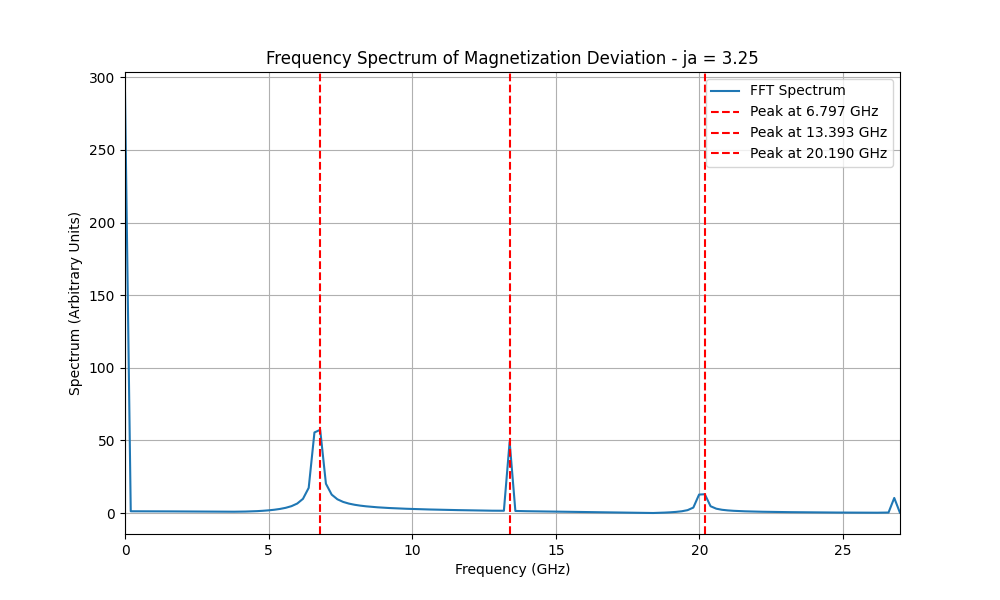 Frequency Spectrum of Magnetization Deviation - ja = 3.25
300
250
200
150
100
50
0
Spectrum (Arbitrary Units)
FFT Spectrum
Peak at 6.797 GHz
Peak at 13.393 GHz
Peak at 20.190 GHz
0 5 10 15 20 25
Frequency (GHz)